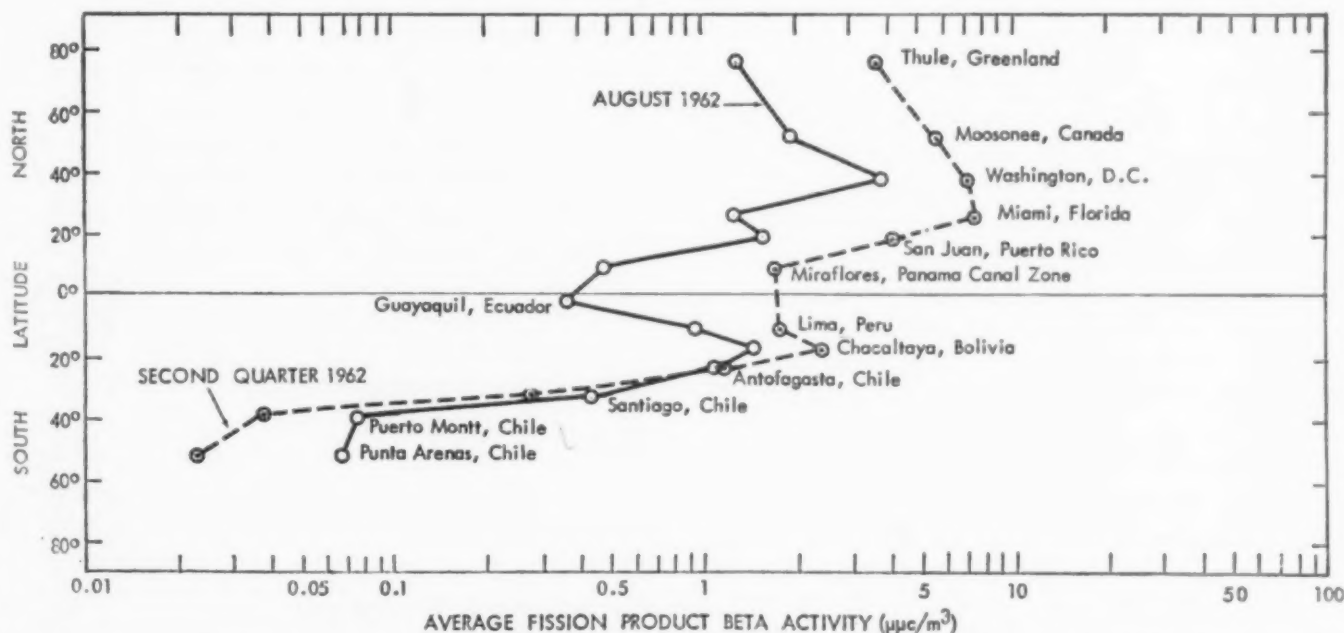 80°
Thule, Greenland
AUGUST 1962
60°
Moosonee, Canada
NORTH
40°
Washington, D.C.
Miami, Florida
20°
San Juan, Puerto Rico
Miraflores, Panama Canal Zone
0°
Guayaquil, Ecuador
LATITUDE
Lima, Peru
20°
Chacaltaya, Bolivia
SECOND QUARTER 1962
Antofagasta, Chile
40°
Santiago, Chile
SOUTH
Puerto Montt, Chile
Punta Arenas, Chile
60°
80°
0.01 0.05 0.1 0.5 1 5 10 50 100
AVERAGE FISSION PRODUCT BETA ACTIVITY (μμc/m³)